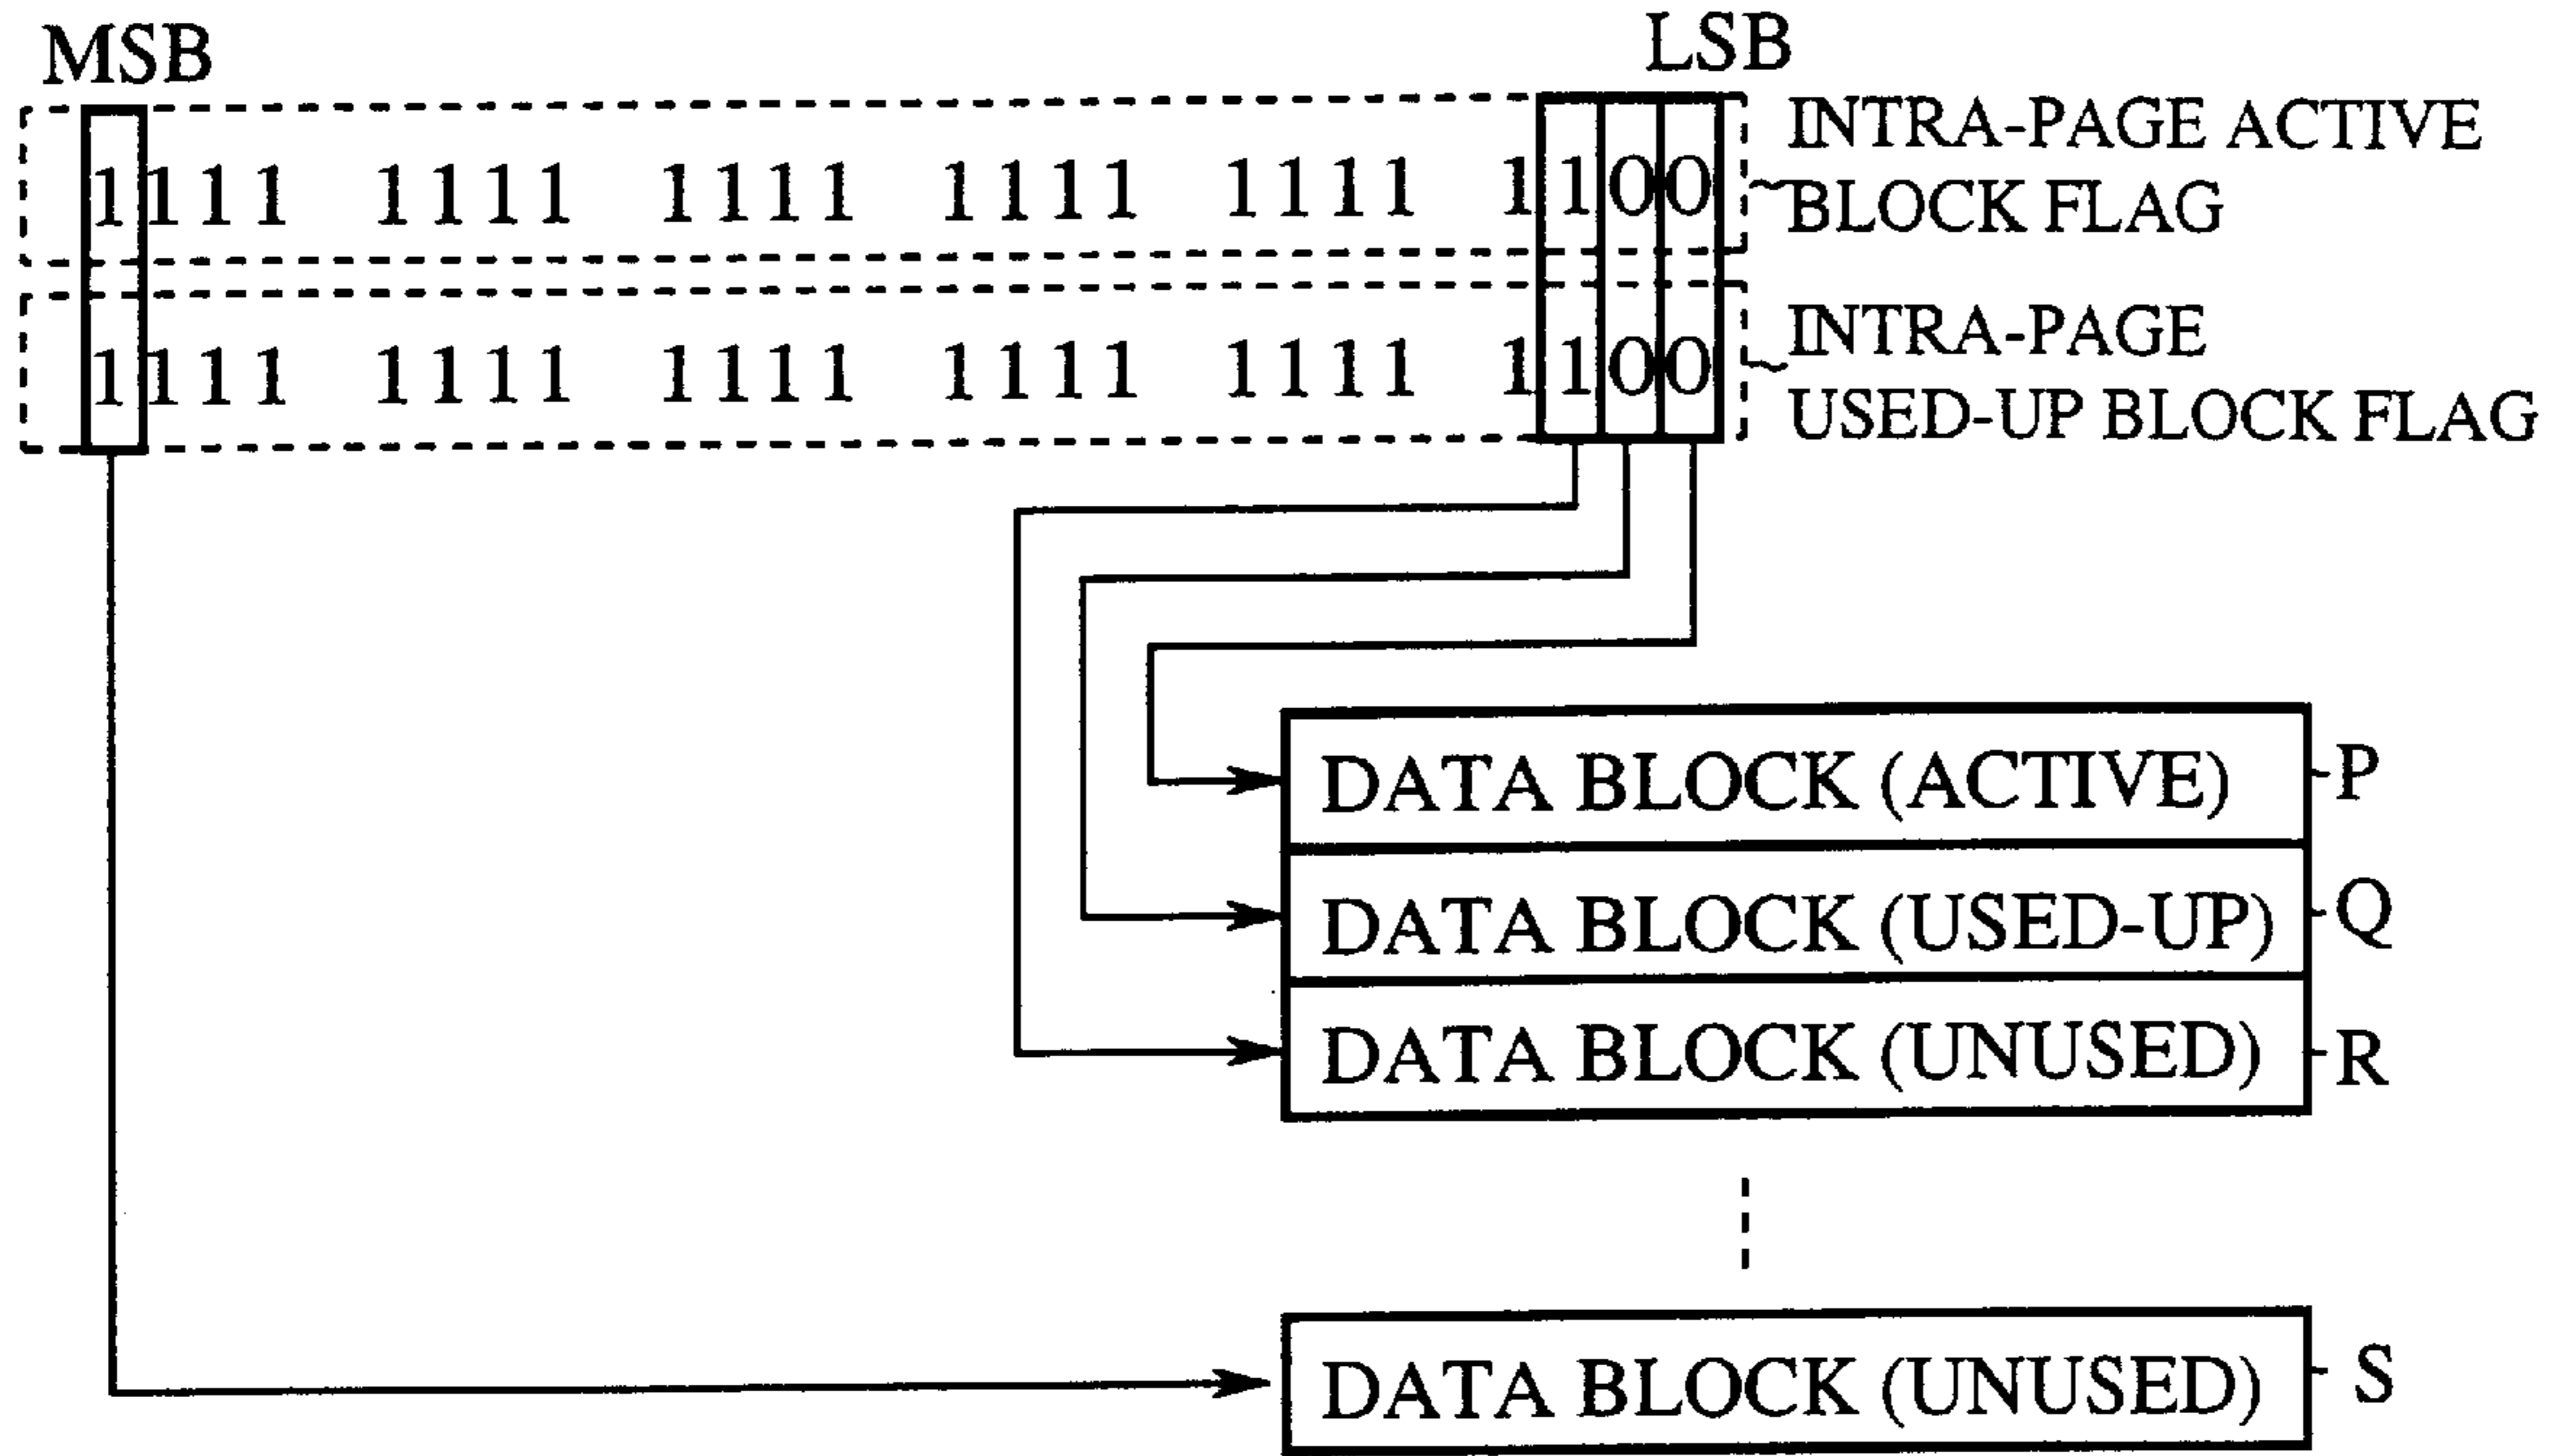 MSB
LSB
1111 1111 1111 1111 1111 1100
INTRA-PAGE ACTIVE
BLOCK FLAG
1111 1111 1111 1111 1111 1100
INTRA-PAGE
USED-UP BLOCK FLAG
DATA BLOCK (ACTIVE) P
DATA BLOCK (USED-UP) Q
DATA BLOCK (UNUSED) R
DATA BLOCK (UNUSED) S